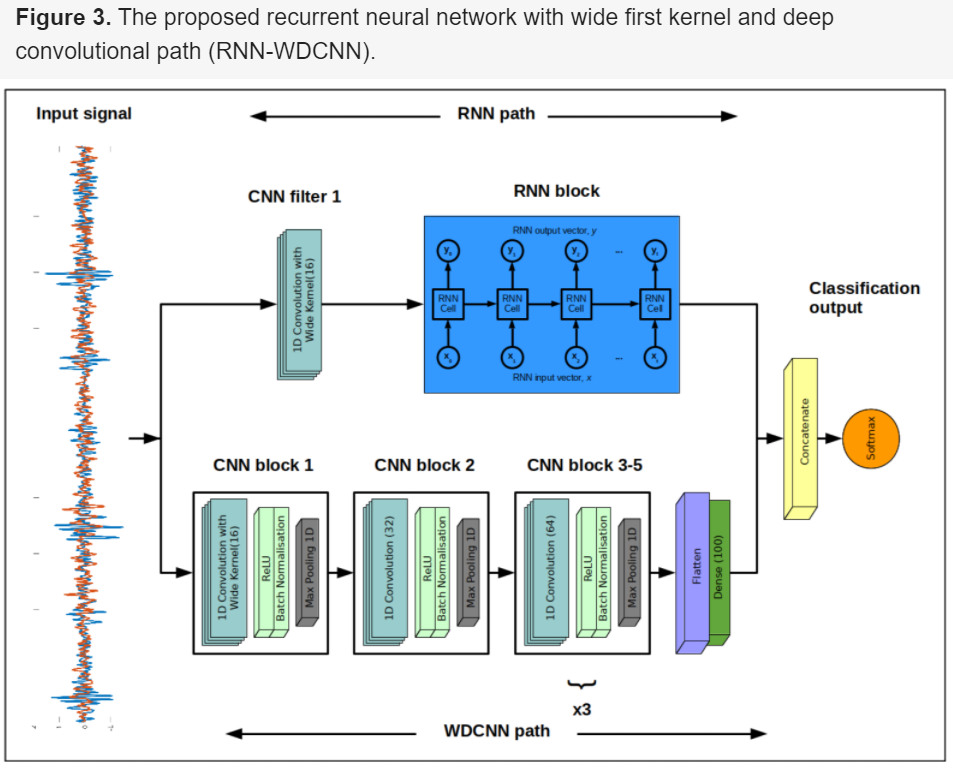 Figure 3. The proposed recurrent neural network with wide first kernel and deep
convolutional path (RNN-WDCNN).
Input signal
RNN path
CNN filter 1
RNN block
1D Convolution with
Wide Kernel(16)
RNN output vector, y
... 
RNN
Cell
RNN
Cell
RNN
Cell
RNN
Cell
...
RNN input vector, x
Classification
output
Concatenate
Softmax
CNN block 1
CNN block 2
CNN block 3-5
1D Convolution with
Wide Kernel(16)
ReLU
Batch Normalisation
Max Pooling 1D
1D Convolution (32)
ReLU
Batch Normalisation
Max Pooling 1D
1D Convolution (64)
ReLU
Batch Normalisation
Max Pooling 1D
Flatten
Dense (100)
x3
WDCNN path